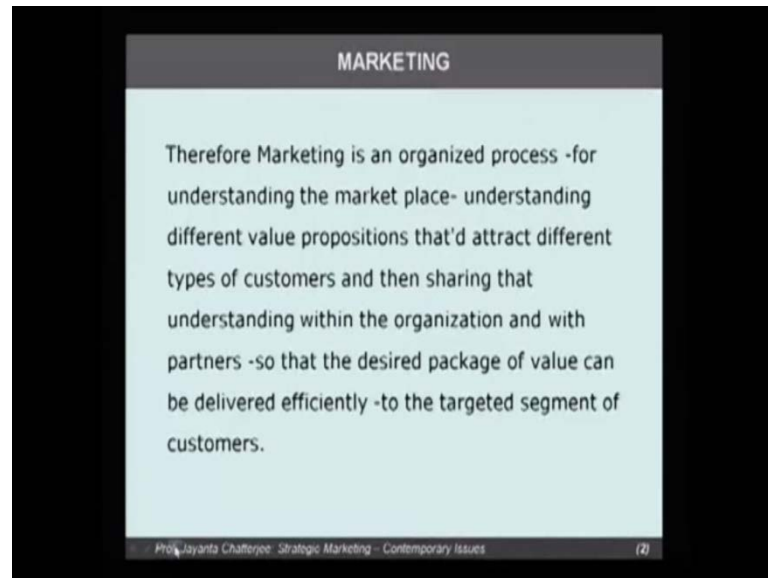 MARKETING
Therefore Marketing is an organized process -for
understanding the market place- understanding
different value propositions that'd attract different
types of customers and then sharing that
understanding within the organization and with
partners -so that the desired package of value can
be delivered efficiently -to the targeted segment of
customers.
Prof. Jayanta Chatterjee: Strategic Marketing – Contemporary Issues (2)